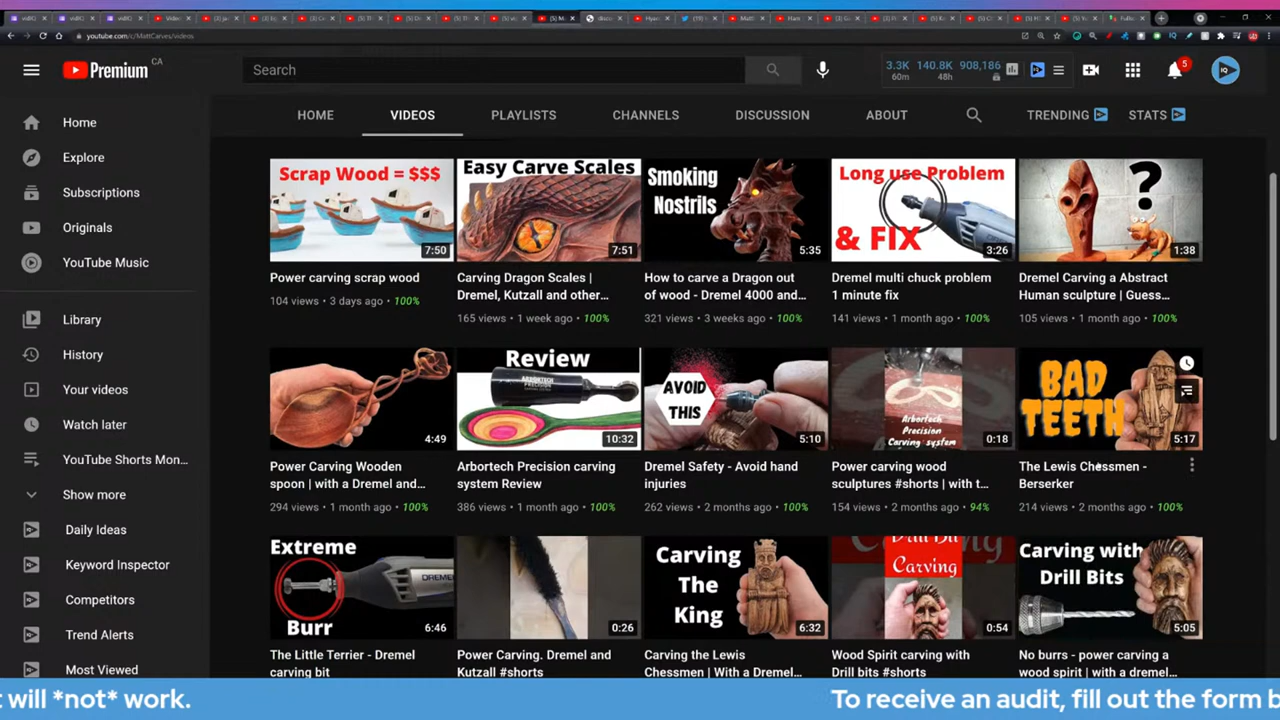 youtube.com/c/MattCarves/videos
Premium CA
Search
3.3K 60m
140.8K 48h
908,186
5
Home
Explore
Subscriptions
Originals
YouTube Music
Library
History
Your videos
Watch later
YouTube Shorts Mon...
Show more
Daily Ideas
Keyword Inspector
Competitors
Trend Alerts
Most Viewed
HOME
VIDEOS
PLAYLISTS
CHANNELS
DISCUSSION
ABOUT
TRENDING
STATS
Scrap Wood = $$$
7:50
Power carving scrap wood
104 views • 3 days ago • 100%
Easy Carve Scales
7:51
Carving Dragon Scales |
Dremel, Kutzall and other...
165 views • 1 week ago • 100%
Smoking
Nostrils
5:35
How to carve a Dragon out
of wood - Dremel 4000 and...
321 views • 3 weeks ago • 100%
Long use Problem
& FIX
3:26
Dremel multi chuck problem
1 minute fix
141 views • 1 month ago • 100%
?
1:38
Dremel Carving a Abstract
Human sculpture | Guess...
105 views • 1 month ago • 100%
4:49
Power Carving Wooden
spoon | with a Dremel and...
294 views • 1 month ago • 100%
Review
ARBORTECH
10:32
Arbortech Precision carving
system Review
386 views • 1 month ago • 100%
AVOID
THIS
5:10
Dremel Safety - Avoid hand
injuries
262 views • 2 months ago • 100%
Arbortech
Precision
Carving system
0:18
Power carving wood
sculptures #shorts | with t...
154 views • 2 months ago • 94%
BAD
TEETH
5:17
The Lewis Chessmen -
Berserker
214 views • 2 months ago • 100%
Extreme
DREMEL
Burr
6:46
The Little Terrier - Dremel
carving bit
0:26
Power Carving. Dremel and
Kutzall #shorts
Carving
The
King
6:32
Carving the Lewis
Chessmen | With a Dremel
Drill Bit
Carving
0:54
Wood Spirit carving with
Drill bits #shorts
Carving with
Drill Bits
5:05
No burrs - power carving a
wood spirit | with a dremel
t will *not* work.
To receive an audit, fill out the form b